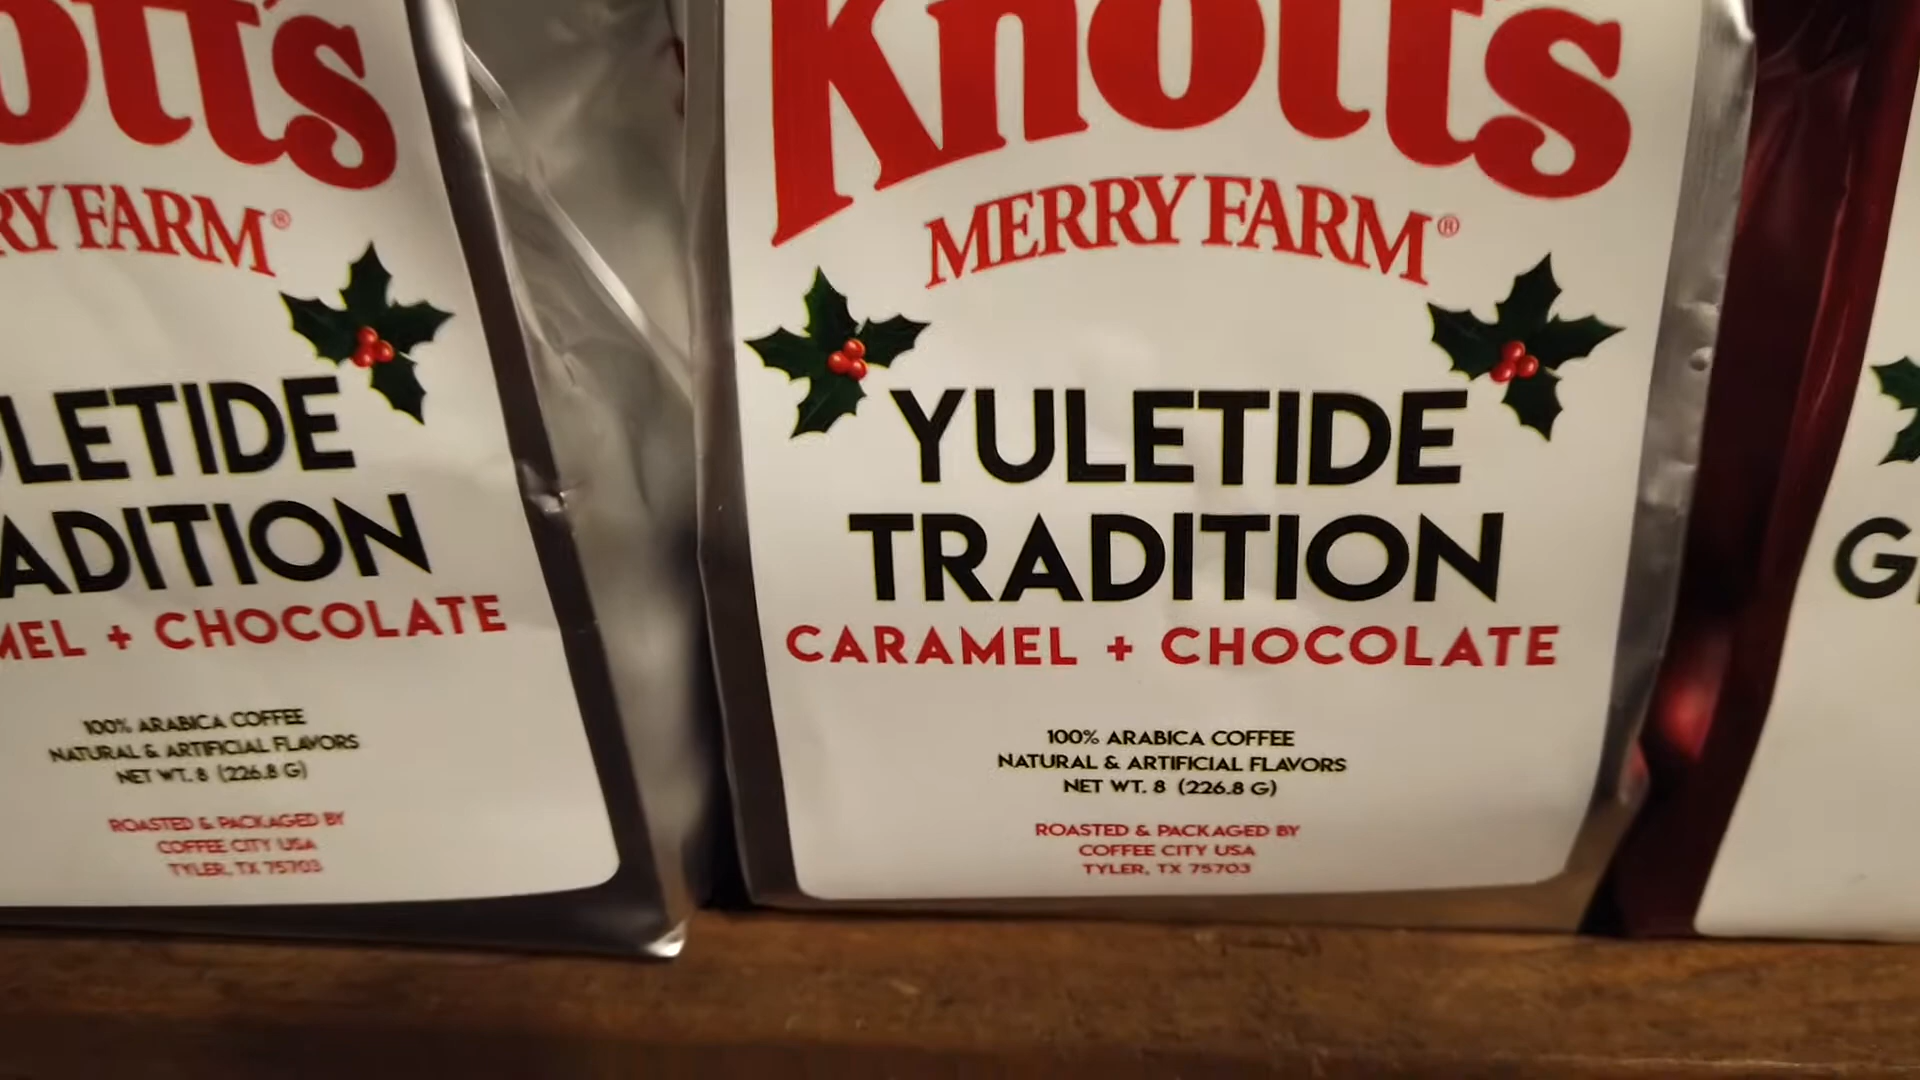 ott's
RY FARM®
LETIDE
ADITION
MEL + CHOCOLATE
100% ARABICA COFFEE
NATURAL & ARTIFICIAL FLAVORS
NET WT. 8 (226.8 G)
ROASTED & PACKAGED BY
COFFEE CITY USA
TYLER, TX 75703
Knott's
MERRY FARM®
YULETIDE
TRADITION
CARAMEL + CHOCOLATE
100% ARABICA COFFEE
NATURAL & ARTIFICIAL FLAVORS
NET WT. 8 (226.8 G)
ROASTED & PACKAGED BY
COFFEE CITY USA
TYLER, TX 75703
G